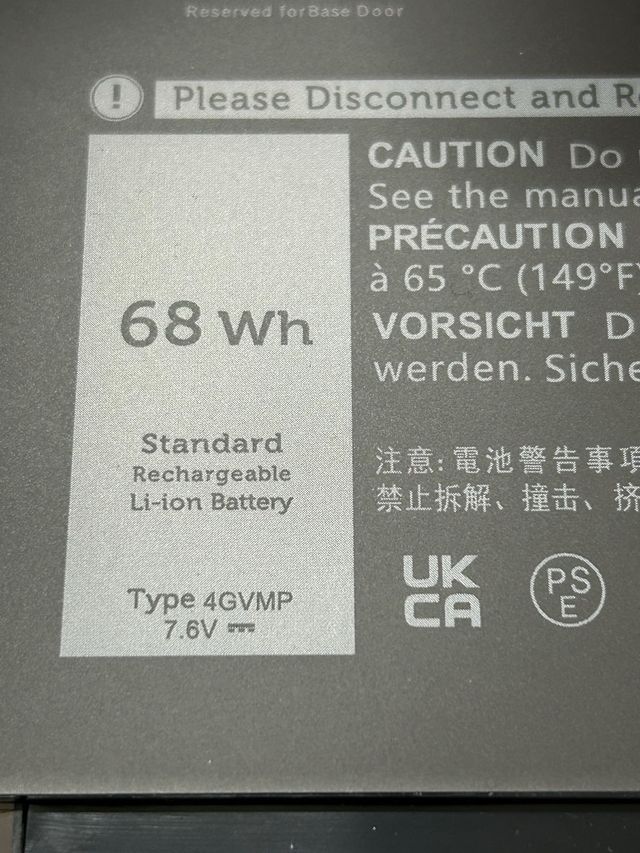 Reserved forBase Door
!
Please Disconnect and R
CAUTION Do
See the manua
PRÉCAUTION
à 65 °C (149°F)
VORSICHT D
werden. Siche
68 Wh
Standard
Rechargeable
Li-ion Battery
Type 4GVMP
7.6V
注意: 電池警告事項
禁止拆解、撞击、挤
UK
CA
PS
E